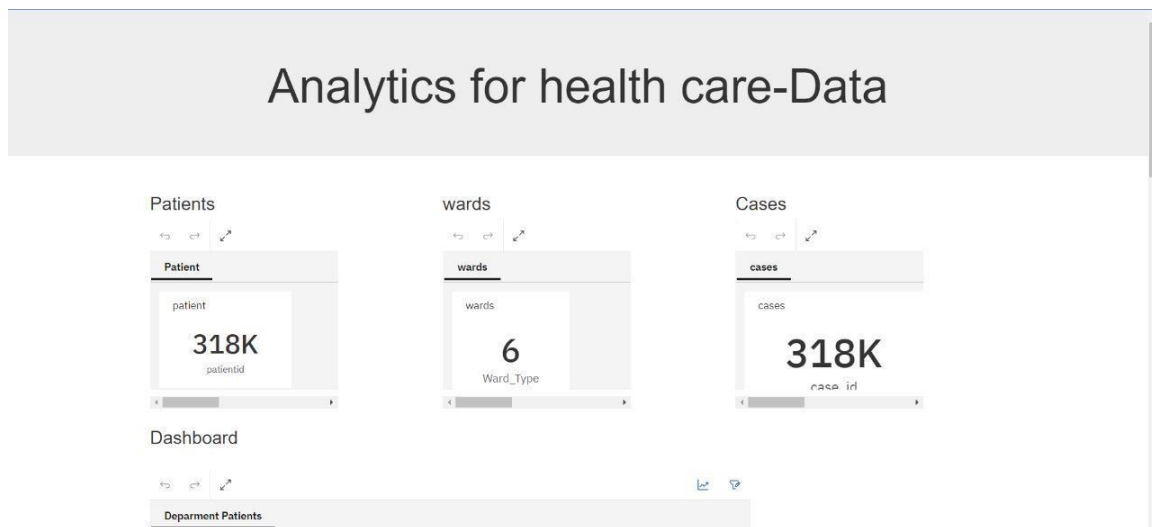 Analytics for health care-Data
Patients
wards
Cases
Patient
wards
cases
patient
wards
cases
318K
6
318K
patientid
Ward_Type
case_id
Dashboard
Deparment Patients